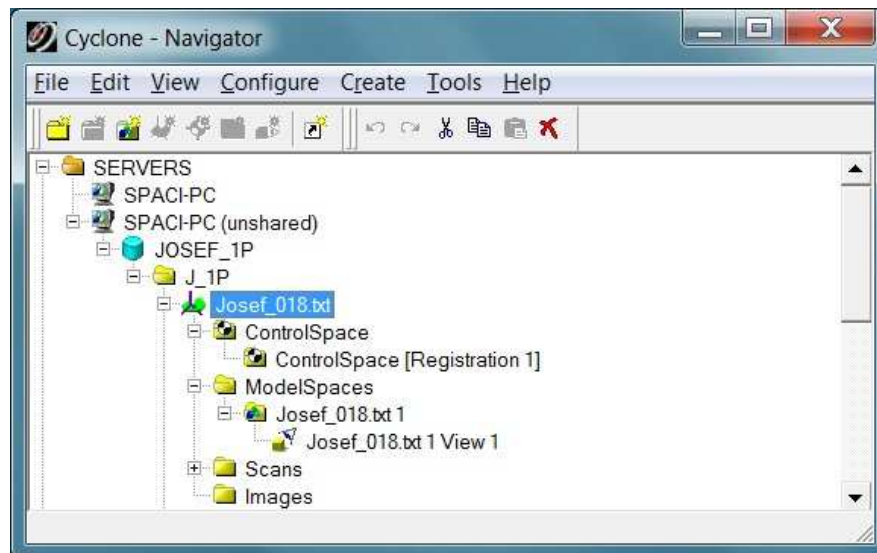 Cyclone - Navigator
File Edit View Configure Create Tools Help
SERVERS
SPACI-PC
SPACI-PC (unshared)
JOSEF_1P
J_1P
Josef_018.txt
ControlSpace
ControlSpace [Registration 1]
ModelSpaces
Josef_018.txt 1
Josef_018.txt 1 View 1
Scans
Images